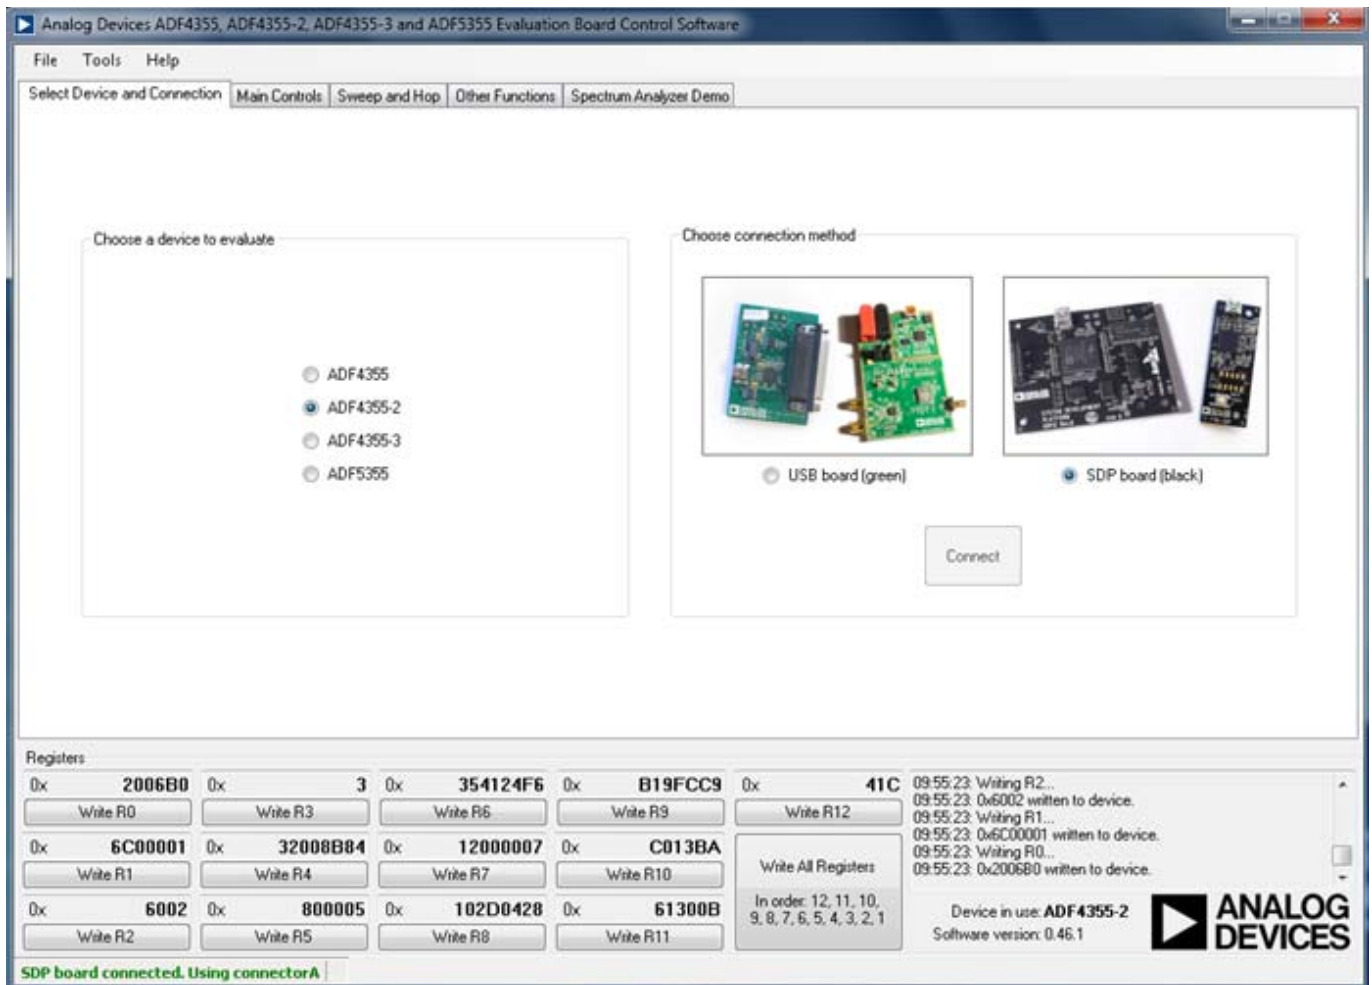 Analog Devices ADF4355, ADF4355-2, ADF4355-3 and ADF5355 Evaluation Board Control Software
File Tools Help
Select Device and Connection Main Controls Sweep and Hop Other Functions Spectrum Analyzer Demo
Choose a device to evaluate
ADF4355
ADF4355-2
ADF4355-3
ADF5355
Choose connection method
USB board (green) SDP board (black)
Connect
Registers
0x 2006B0 0x 3 0x 354124F6 0x B19FCC9 0x 41C
Write R0 Write R3 Write R6 Write R9 Write R12
0x 6C00001 0x 32008B84 0x 12000007 0x C013BA
Write R1 Write R4 Write R7 Write R10
0x 6002 0x 800005 0x 102D0428 0x 61300B
Write R2 Write R5 Write R8 Write R11
Write All Registers
In order: 12, 11, 10,
9, 8, 7, 6, 5, 4, 3, 2, 1
09:55:23: Writing R2...
09:55:23: 0x6002 written to device.
09:55:23: Writing R1...
09:55:23: 0x6C00001 written to device.
09:55:23: Writing R0...
09:55:23: 0x2006B0 written to device.
Device in use: ADF4355-2
Software version: 0.46.1
ANALOG
DEVICES
SDP board connected. Using connectorA